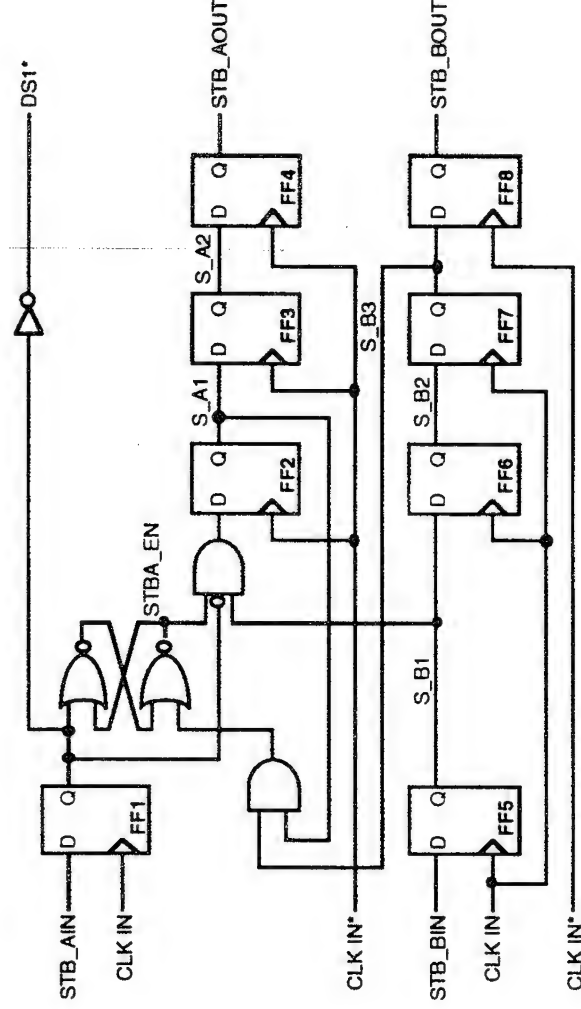 DS1*
STB_AIN
D Q
FF1
CLK IN
STBA_EN
D Q
FF2
S_A1
D Q
FF3
S_A2
D Q
FF4
STB_AOUT
CLK IN*
S_B3
STB_BIN
D Q
FF5
CLK IN
S_B1
D Q
FF6
S_B2
D Q
FF7
D Q
FF8
STB_BOUT
CLK IN*